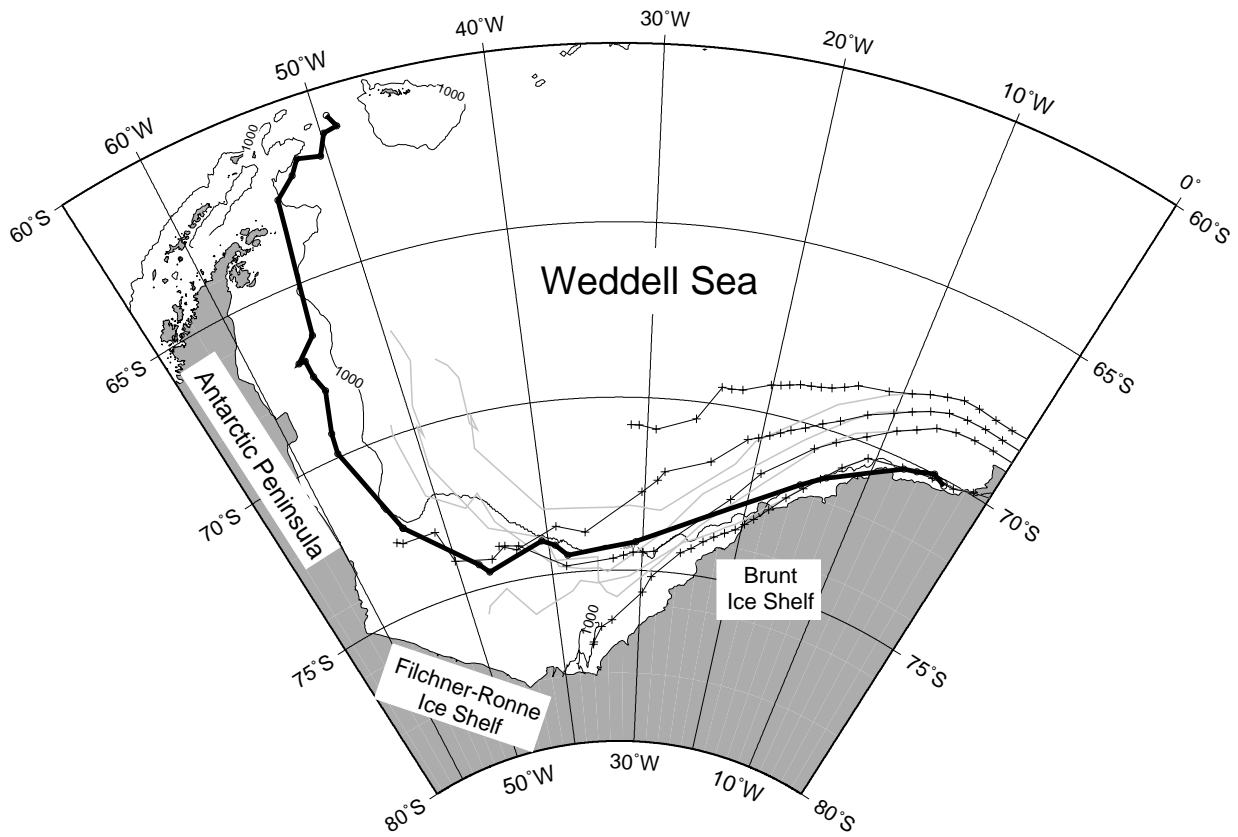 30˚W
40˚W
20˚W
50˚W
10˚W
60˚W
1000
1000
0˚
60˚S
60˚S
Weddell Sea
65˚S
65˚S
1000
Antarctic Peninsula
70˚S
70˚S
Brunt
Ice Shelf
1000
75˚S
75˚S
Filchner-Ronne
Ice Shelf
50˚W
30˚W
10˚W
80˚S
80˚S